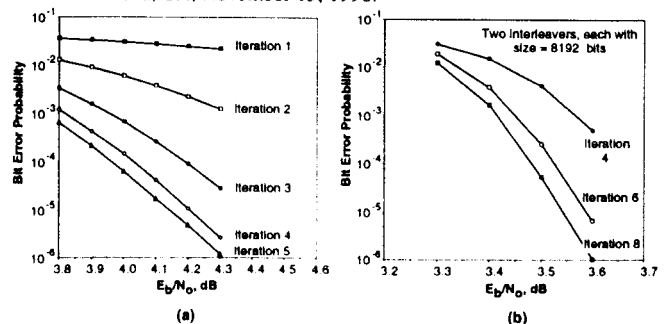 10⁻¹
10⁻²
10⁻³
10⁻⁴
10⁻⁵
10⁻⁶
Bit Error Probability
Iteration 1
Iteration 2
Iteration 3
Iteration 4
Iteration 5
3.8 3.9 4.0 4.1 4.2 4.3 4.4 4.5 4.6
E_b/N_o, dB
(a)
10⁻¹
10⁻²
10⁻³
10⁻⁴
10⁻⁵
10⁻⁶
Bit Error Probability
Two interleavers, each with
size = 8192 bits
Iteration
4
Iteration 6
Iteration 8
3.2 3.3 3.4 3.5 3.6 3.7
E_b/N_o, dB
(b)